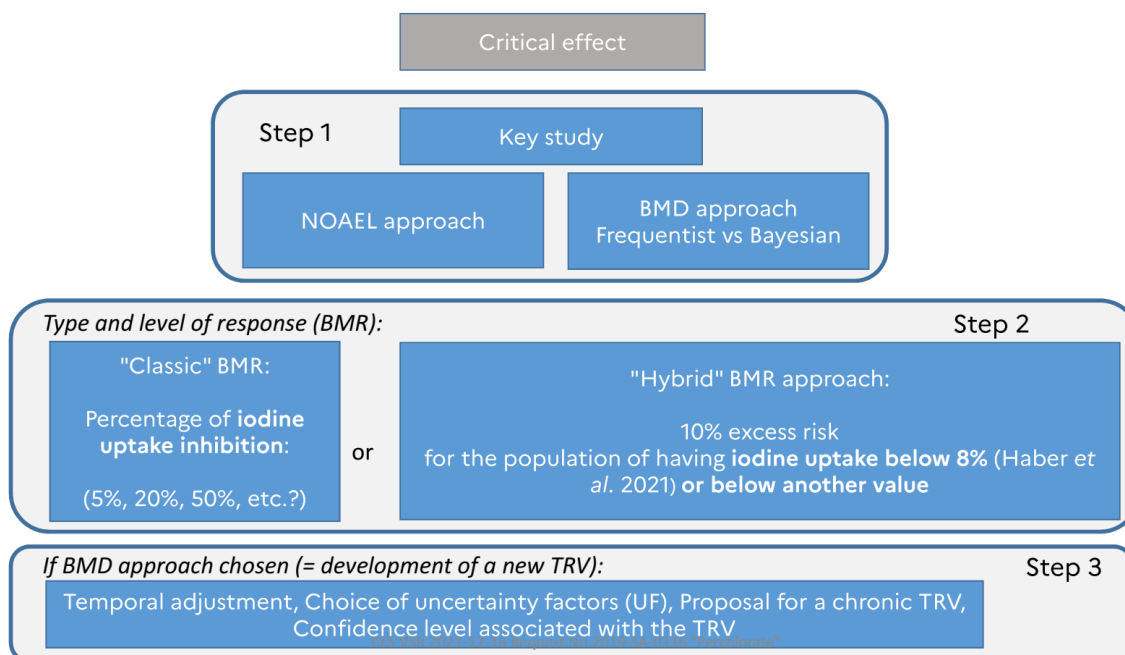 Critical effect
Step 1
Key study
NOAEL approach
BMD approach
Frequentist vs Bayesian
Type and level of response (BMR):
Step 2
"Classic" BMR:
Percentage of iodine
uptake inhibition:
(5%, 20%, 50%, etc.?)
or
"Hybrid" BMR approach:
10% excess risk
for the population of having iodine uptake below 8% (Haber et
al. 2021) or below another value
If BMD approach chosen (= development of a new TRV):
Step 3
Temporal adjustment, Choice of uncertainty factors (UF), Proposal for a chronic TRV,
Confidence level associated with the TRV